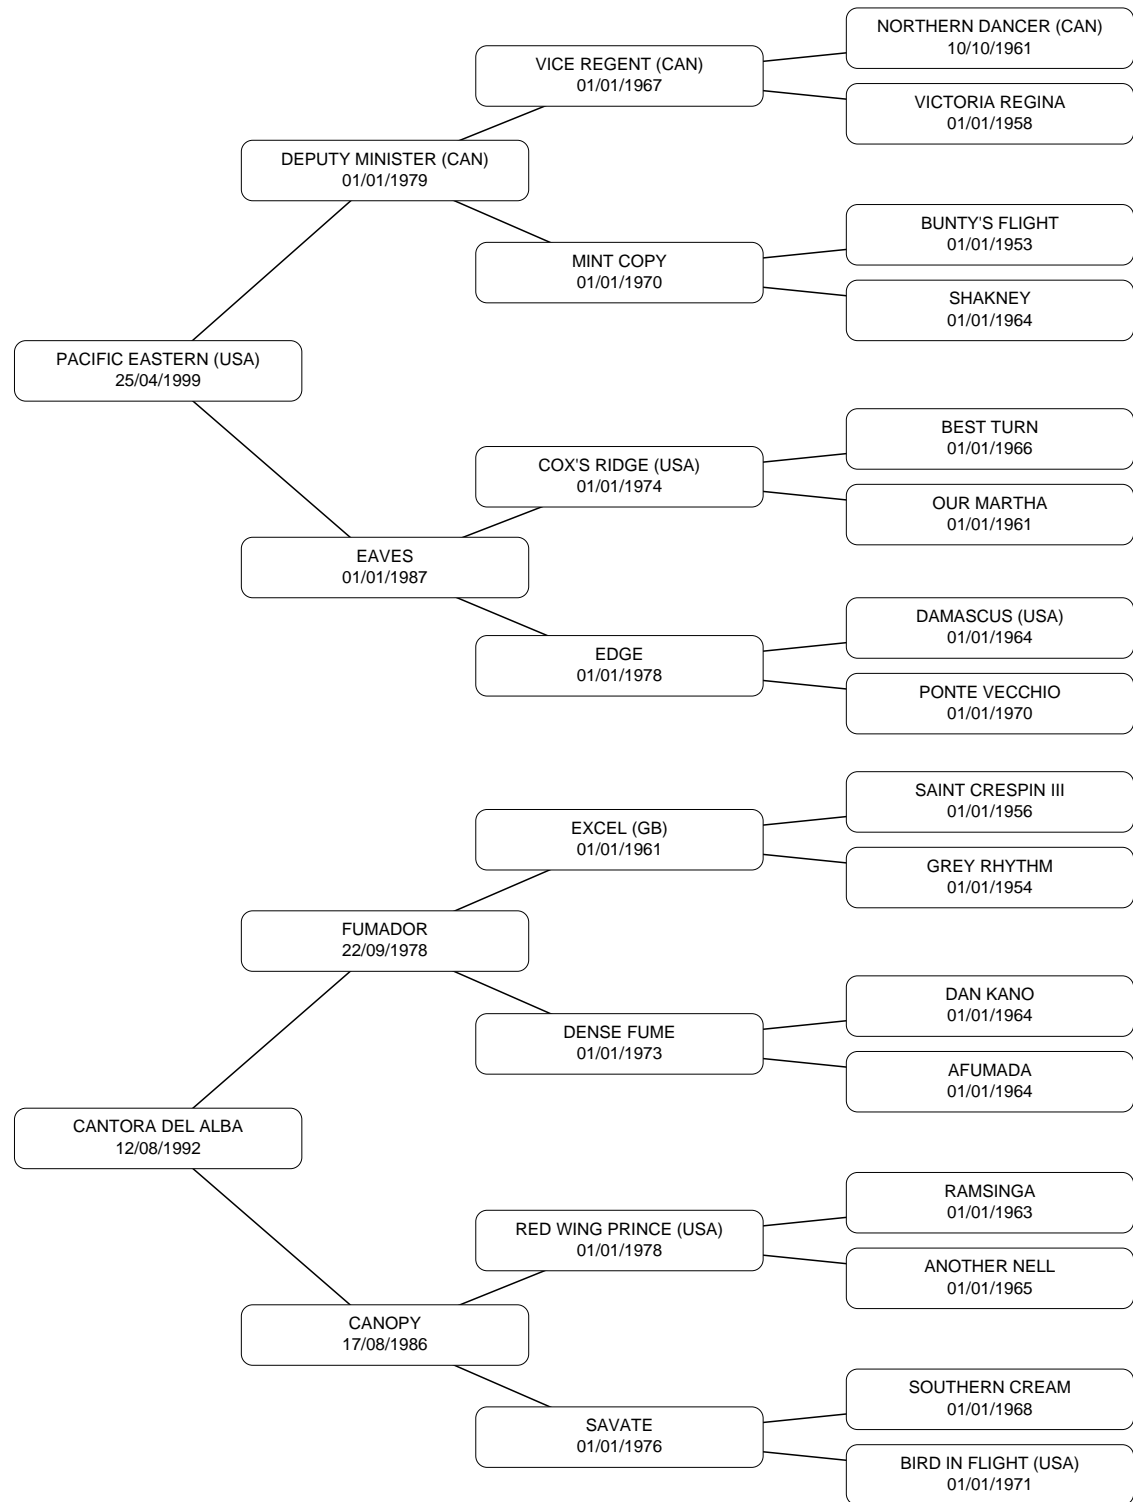 NORTHERN DANCER (CAN)
10/10/1961
VICE REGENT (CAN)
01/01/1967
VICTORIA REGINA
01/01/1958
DEPUTY MINISTER (CAN)
01/01/1979
BUNTY'S FLIGHT
01/01/1953
MINT COPY
01/01/1970
SHAKNEY
01/01/1964
PACIFIC EASTERN (USA)
25/04/1999
BEST TURN
01/01/1966
COX'S RIDGE (USA)
01/01/1974
OUR MARTHA
01/01/1961
EAVES
01/01/1987
DAMASCUS (USA)
01/01/1964
EDGE
01/01/1978
PONTE VECCHIO
01/01/1970
SAINT CRESPIN III
01/01/1956
EXCEL (GB)
01/01/1961
GREY RHYTHM
01/01/1954
FUMADOR
22/09/1978
DAN KANO
01/01/1964
DENSE FUME
01/01/1973
AFUMADA
01/01/1964
CANTORA DEL ALBA
12/08/1992
RAMSINGA
01/01/1963
RED WING PRINCE (USA)
01/01/1978
ANOTHER NELL
01/01/1965
CANOPY
17/08/1986
SOUTHERN CREAM
01/01/1968
SAVATE
01/01/1976
BIRD IN FLIGHT (USA)
01/01/1971